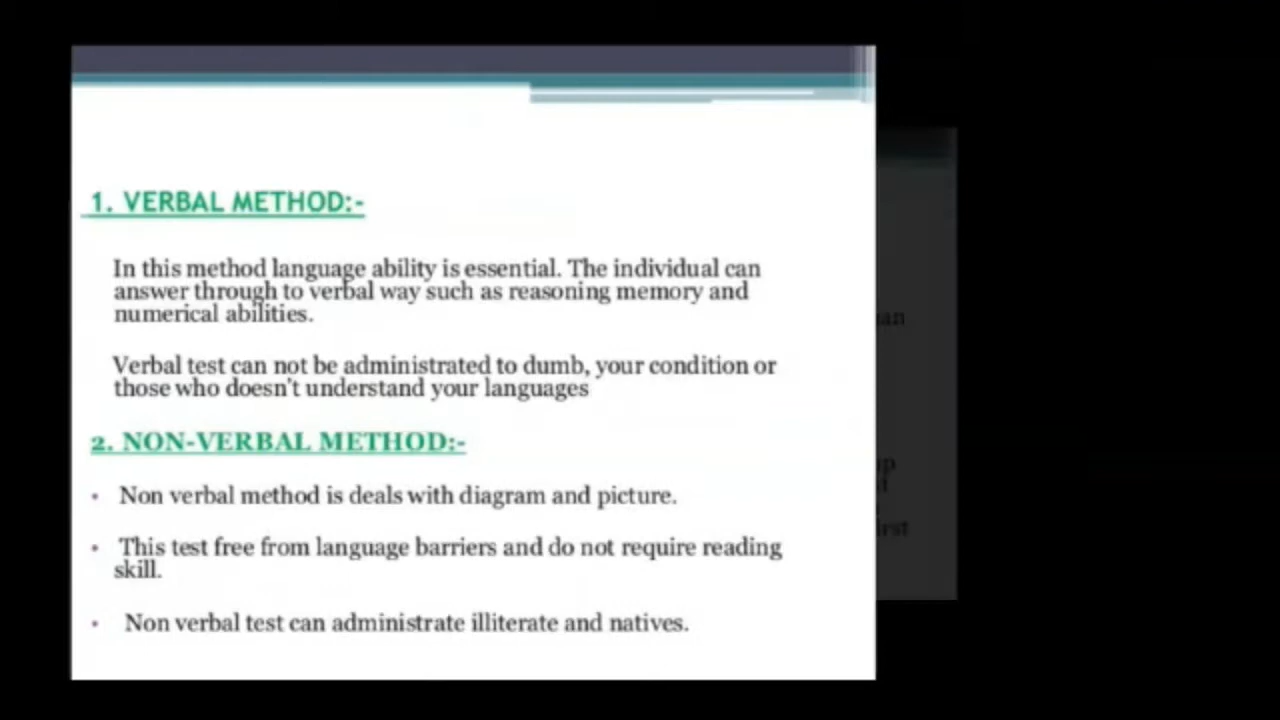 1. VERBAL METHOD:-
In this method language ability is essential. The individual can
answer through to verbal way such as reasoning memory and
numerical abilities.
Verbal test can not be administrated to dumb, your condition or
those who doesn't understand your languages
2. NON-VERBAL METHOD:-
• Non verbal method is deals with diagram and picture.
• This test free from language barriers and do not require reading
skill.
• Non verbal test can administrate illiterate and natives.